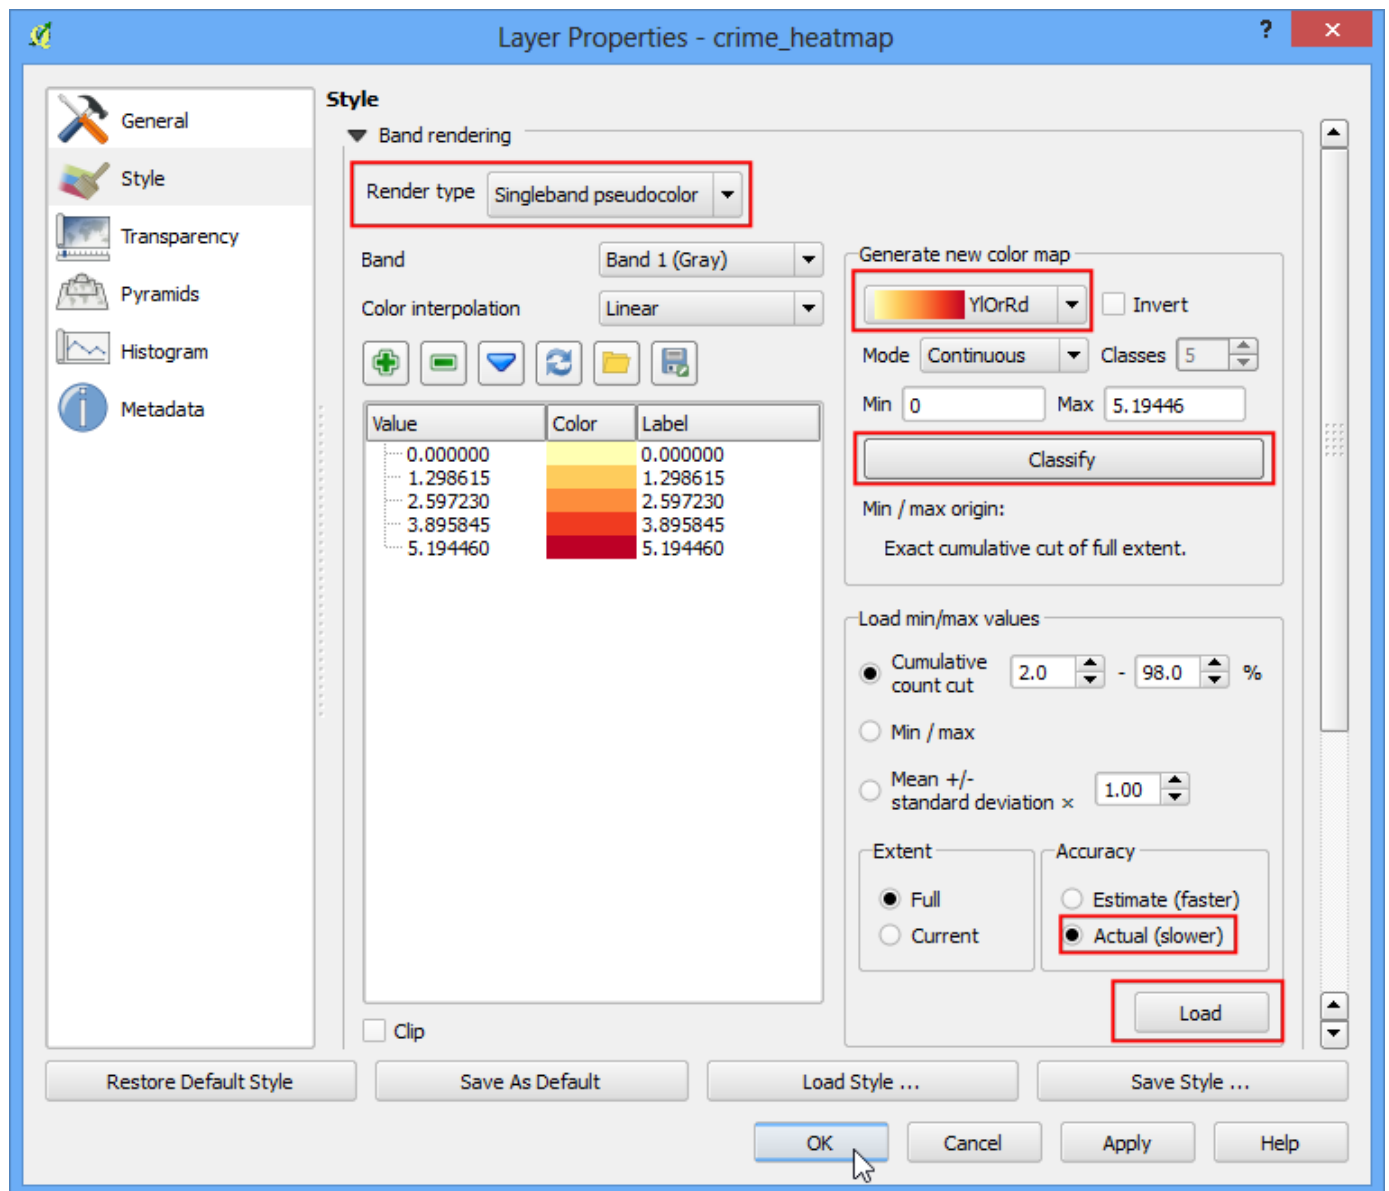 Layer Properties - crime_heatmap
?
General
Style
Transparency
Pyramids
Histogram
Metadata
Style
Band rendering
Render type Singleband pseudocolor
Band Band 1 (Gray)
Color interpolation Linear
Value Color Label
0.000000 0.000000
1.298615 1.298615
2.597230 2.597230
3.895845 3.895845
5.194460 5.194460
Clip
Generate new color map
YlOrRd Invert
Mode Continuous Classes 5
Min 0 Max 5.19446
Classify
Min / max origin:
Exact cumulative cut of full extent.
Load min/max values
Cumulative
count cut 2.0 - 98.0 %
Min / max
Mean +/-
standard deviation × 1.00
Extent
Full
Current
Accuracy
Estimate (faster)
Actual (slower)
Load
Restore Default Style Save As Default Load Style ... Save Style ...
OK Cancel Apply Help